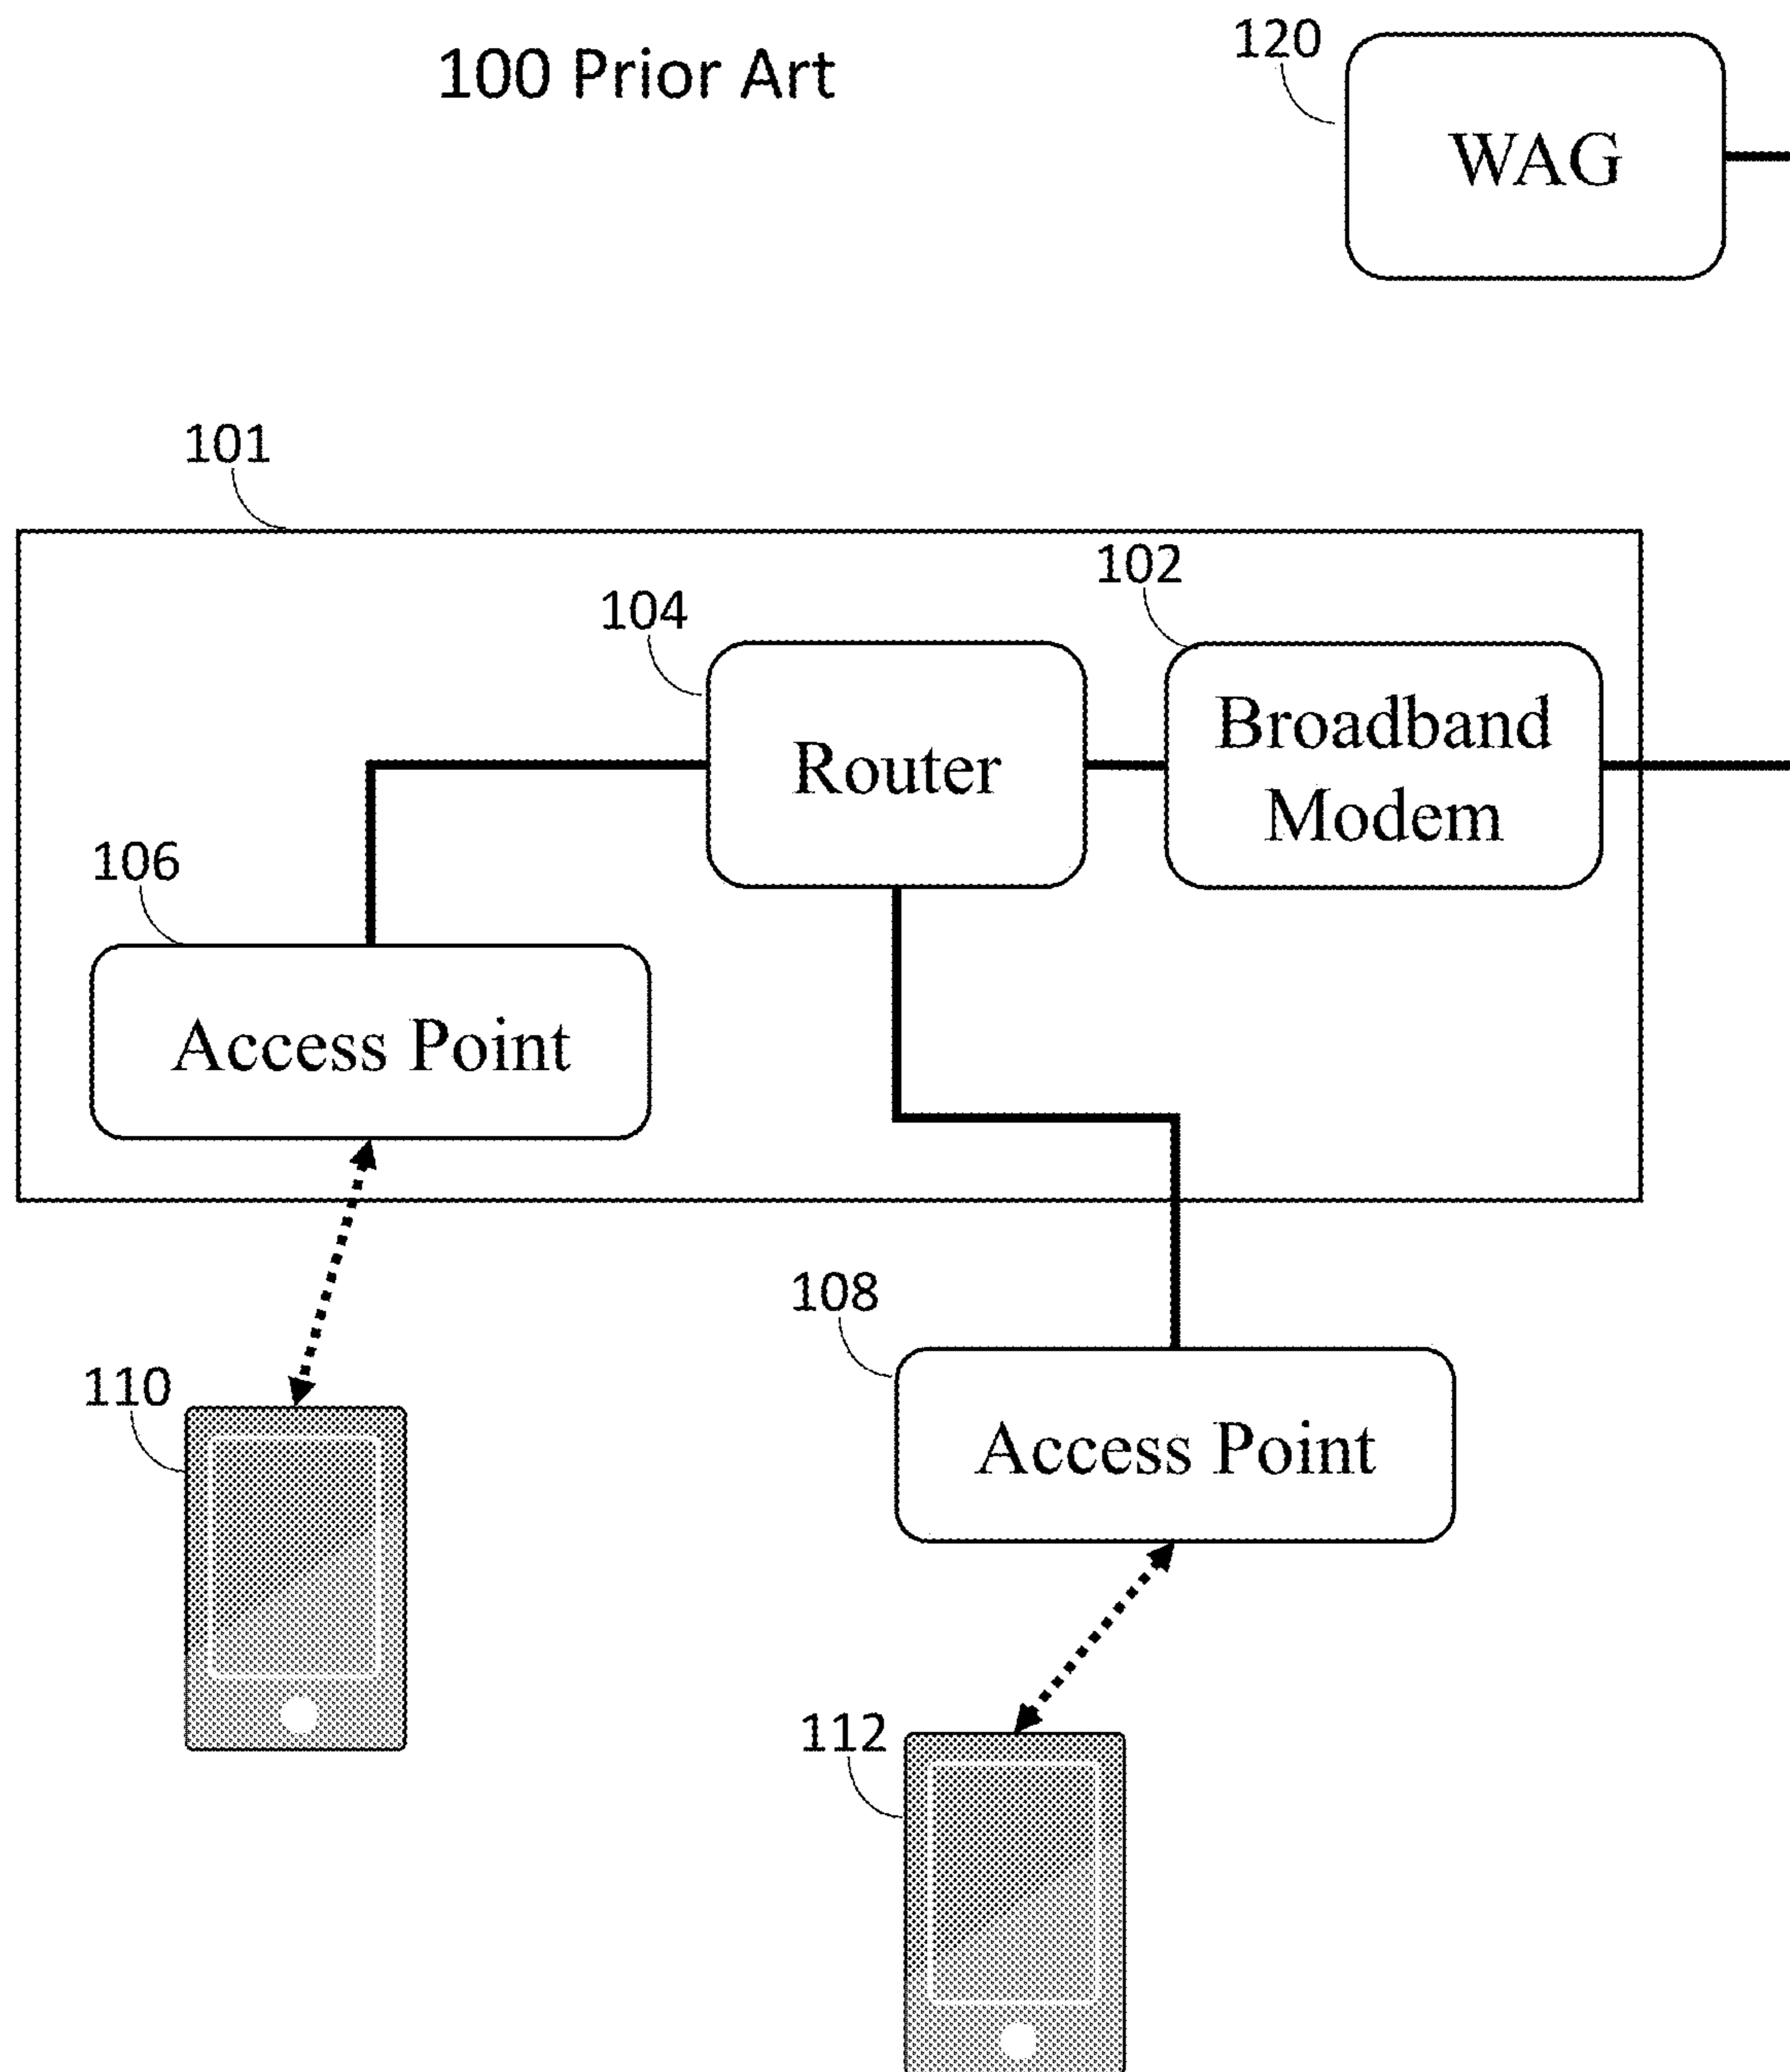 100 Prior Art
120
WAG
101
102
104
Broadband
Modem
Router
106
Access Point
108
110
Access Point
112